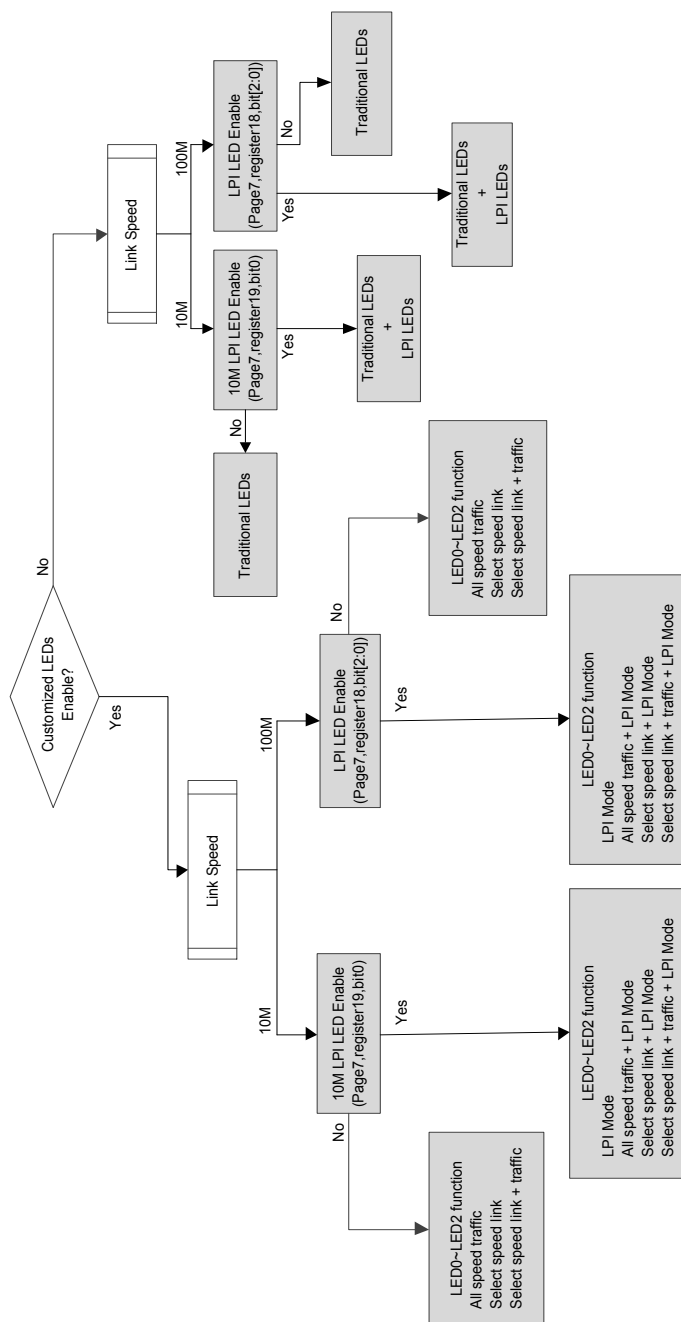 Customized LEDs
Enable?
Yes
No
Link Speed
10M
100M
10M LPI LED Enable
(Page7,register19,bit0)
No
Yes
LED0~LED2 function
All speed traffic
Select speed link
Select speed link + traffic
LED0~LED2 function
LPI Mode
All speed traffic + LPI Mode
Select speed link + LPI Mode
Select speed link + traffic + LPI Mode
LPI LED Enable
(Page7,register18,bit[2:0])
Yes
No
LED0~LED2 function
LPI Mode
All speed traffic + LPI Mode
Select speed link + LPI Mode
Select speed link + traffic + LPI Mode
LED0~LED2 function
All speed traffic
Select speed link
Select speed link + traffic
Link Speed
10M
100M
10M LPI LED Enable
(Page7,register19,bit0)
No
Yes
Traditional LEDs
Traditional LEDs
+
LPI LEDs
LPI LED Enable
(Page7,register18,bit[2:0])
Yes
No
Traditional LEDs
+
LPI LEDs
Traditional LEDs